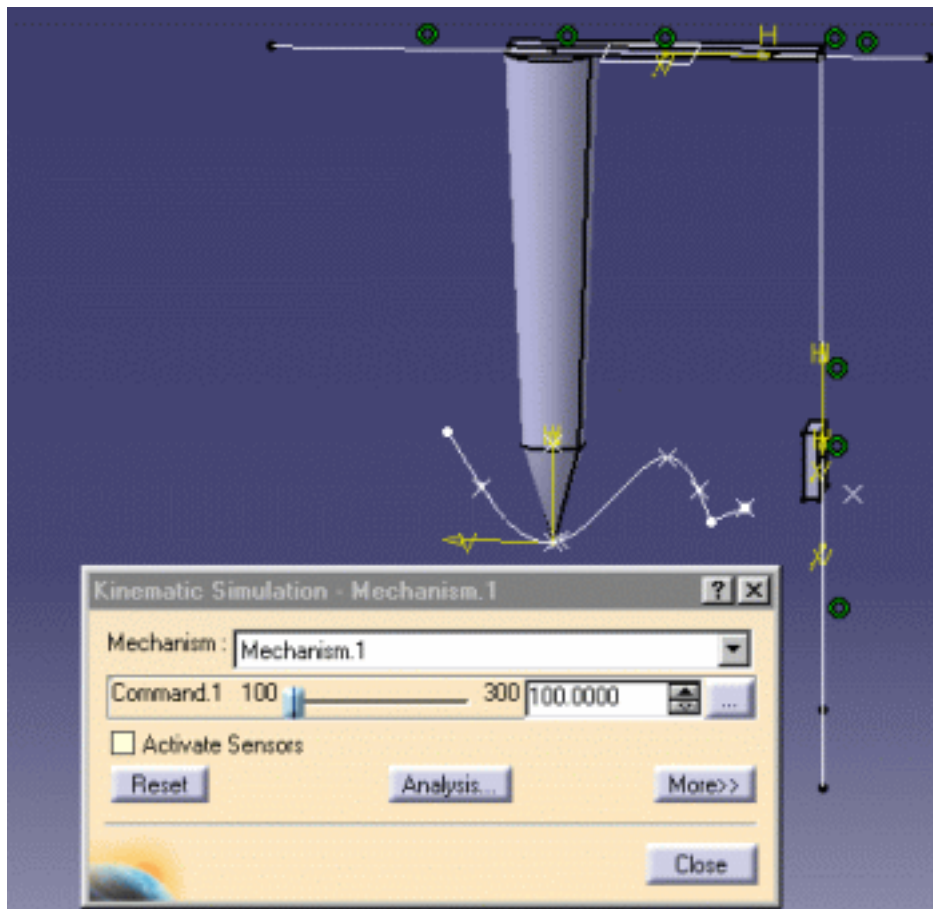 H
V
H
H
H
V
V
V
Kinematic Simulation - Mechanism.1 ? ×
Mechanism : Mechanism.1
Command.1 100 300 100.0000 ...
Activate Sensors
Reset Analysis... More>>
Close